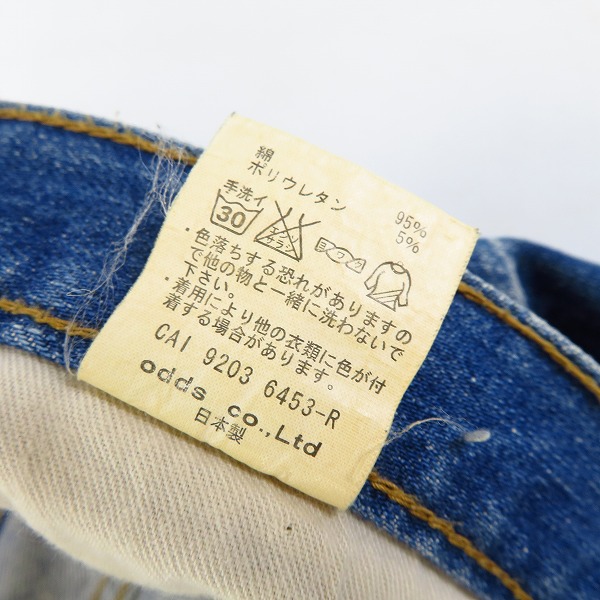 綿 95%
ポリウレタン 5%
手洗イ
30
エンソ
サラシ
ヨワク
・色落ちする恐れがありますの
で他の物と一緒に洗わないで
下さい。
・着用により他の衣類に色が付
着する場合があります。
CAI 9203 6453-R
odds co.,Ltd
日本製